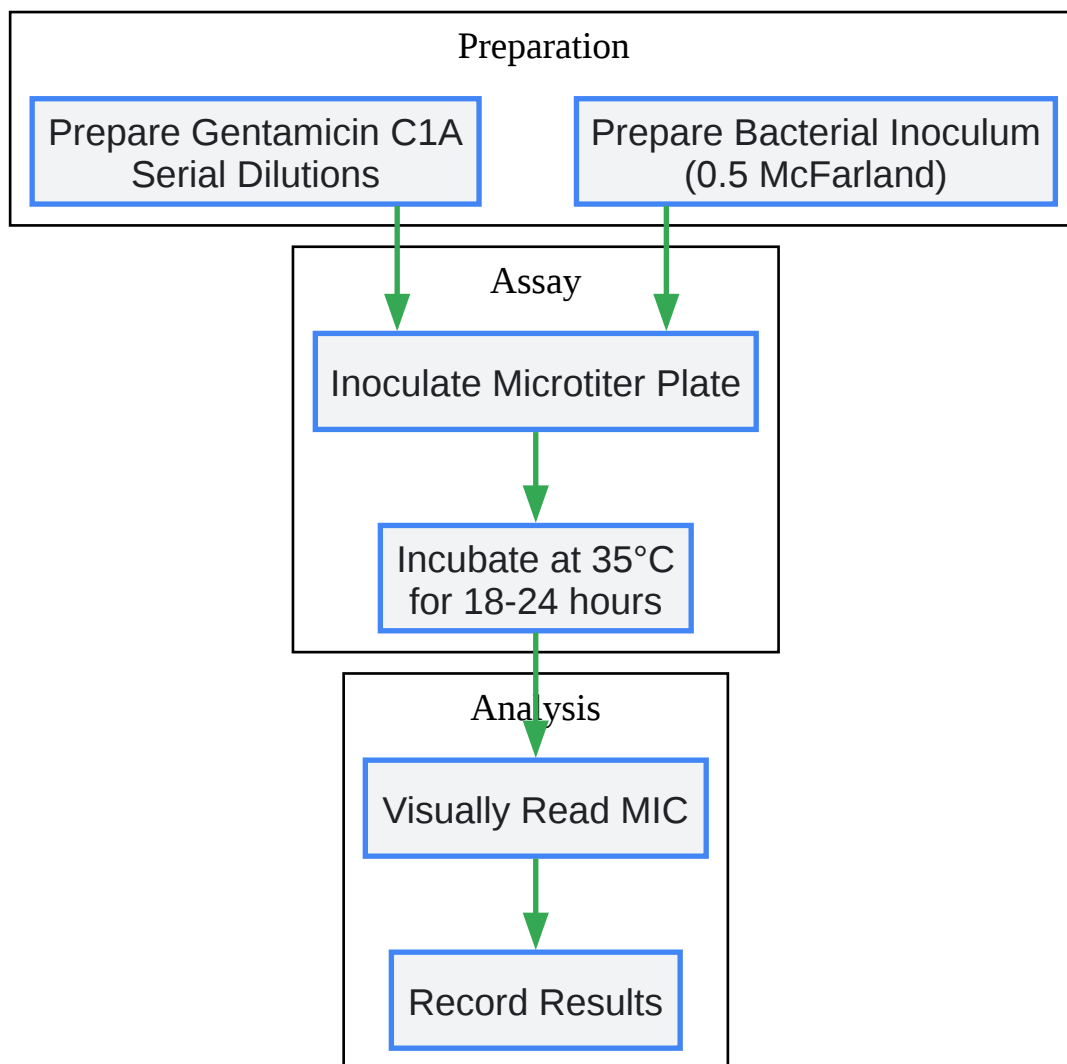 Preparation
Prepare Gentamicin C1A
Serial Dilutions
Prepare Bacterial Inoculum
(0.5 McFarland)
Assay
Inoculate Microtiter Plate
Incubate at 35°C
for 18-24 hours
Analysis
Visually Read MIC
Record Results